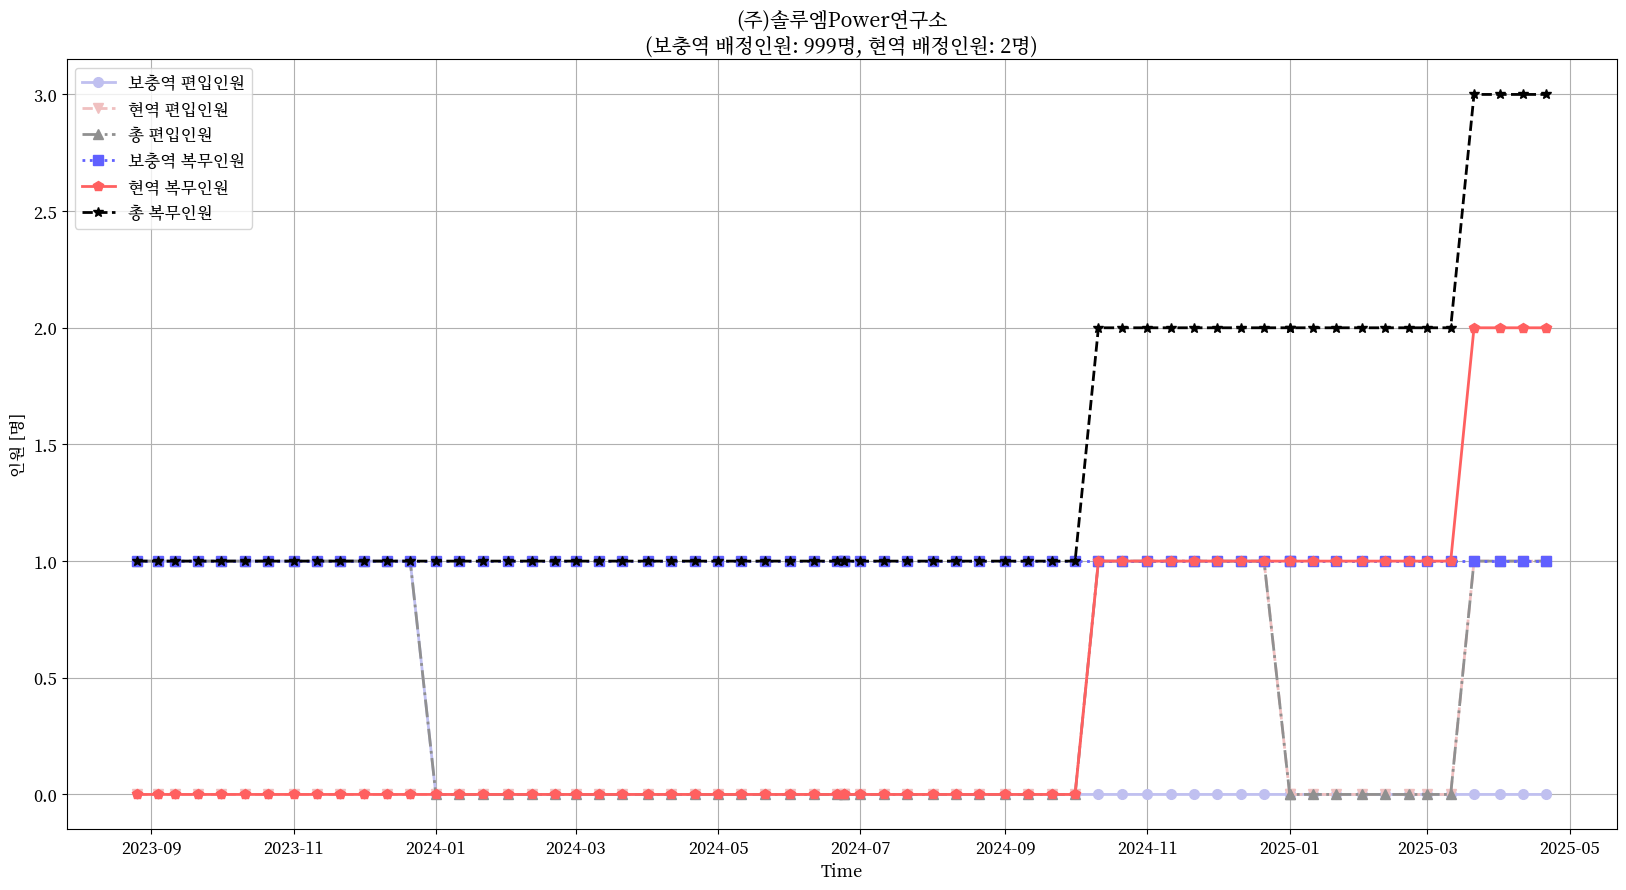 (주)솔루엠Power연구소
(보충역 배정인원: 999명, 현역 배정인원: 2명)
보충역 편입인원
현역 편입인원
총 편입인원
보충역 복무인원
현역 복무인원
총 복무인원
인원 [명]
3.0
2.5
2.0
1.5
1.0
0.5
0.0
2023-09 2023-11 2024-01 2024-03 2024-05 2024-07 2024-09 2024-11 2025-01 2025-03 2025-05
Time